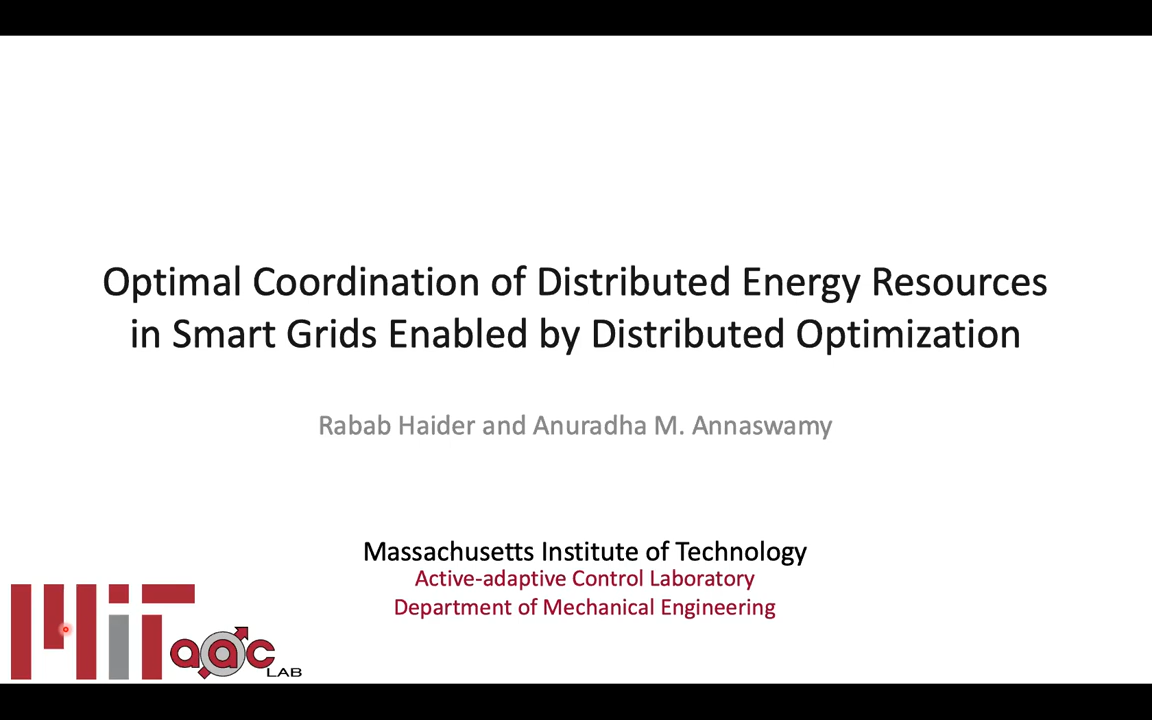 Optimal Coordination of Distributed Energy Resources
in Smart Grids Enabled by Distributed Optimization
Rabab Haider and Anuradha M. Annaswamy
Massachusetts Institute of Technology
Active-adaptive Control Laboratory
Department of Mechanical Engineering
MIT
aac LAB